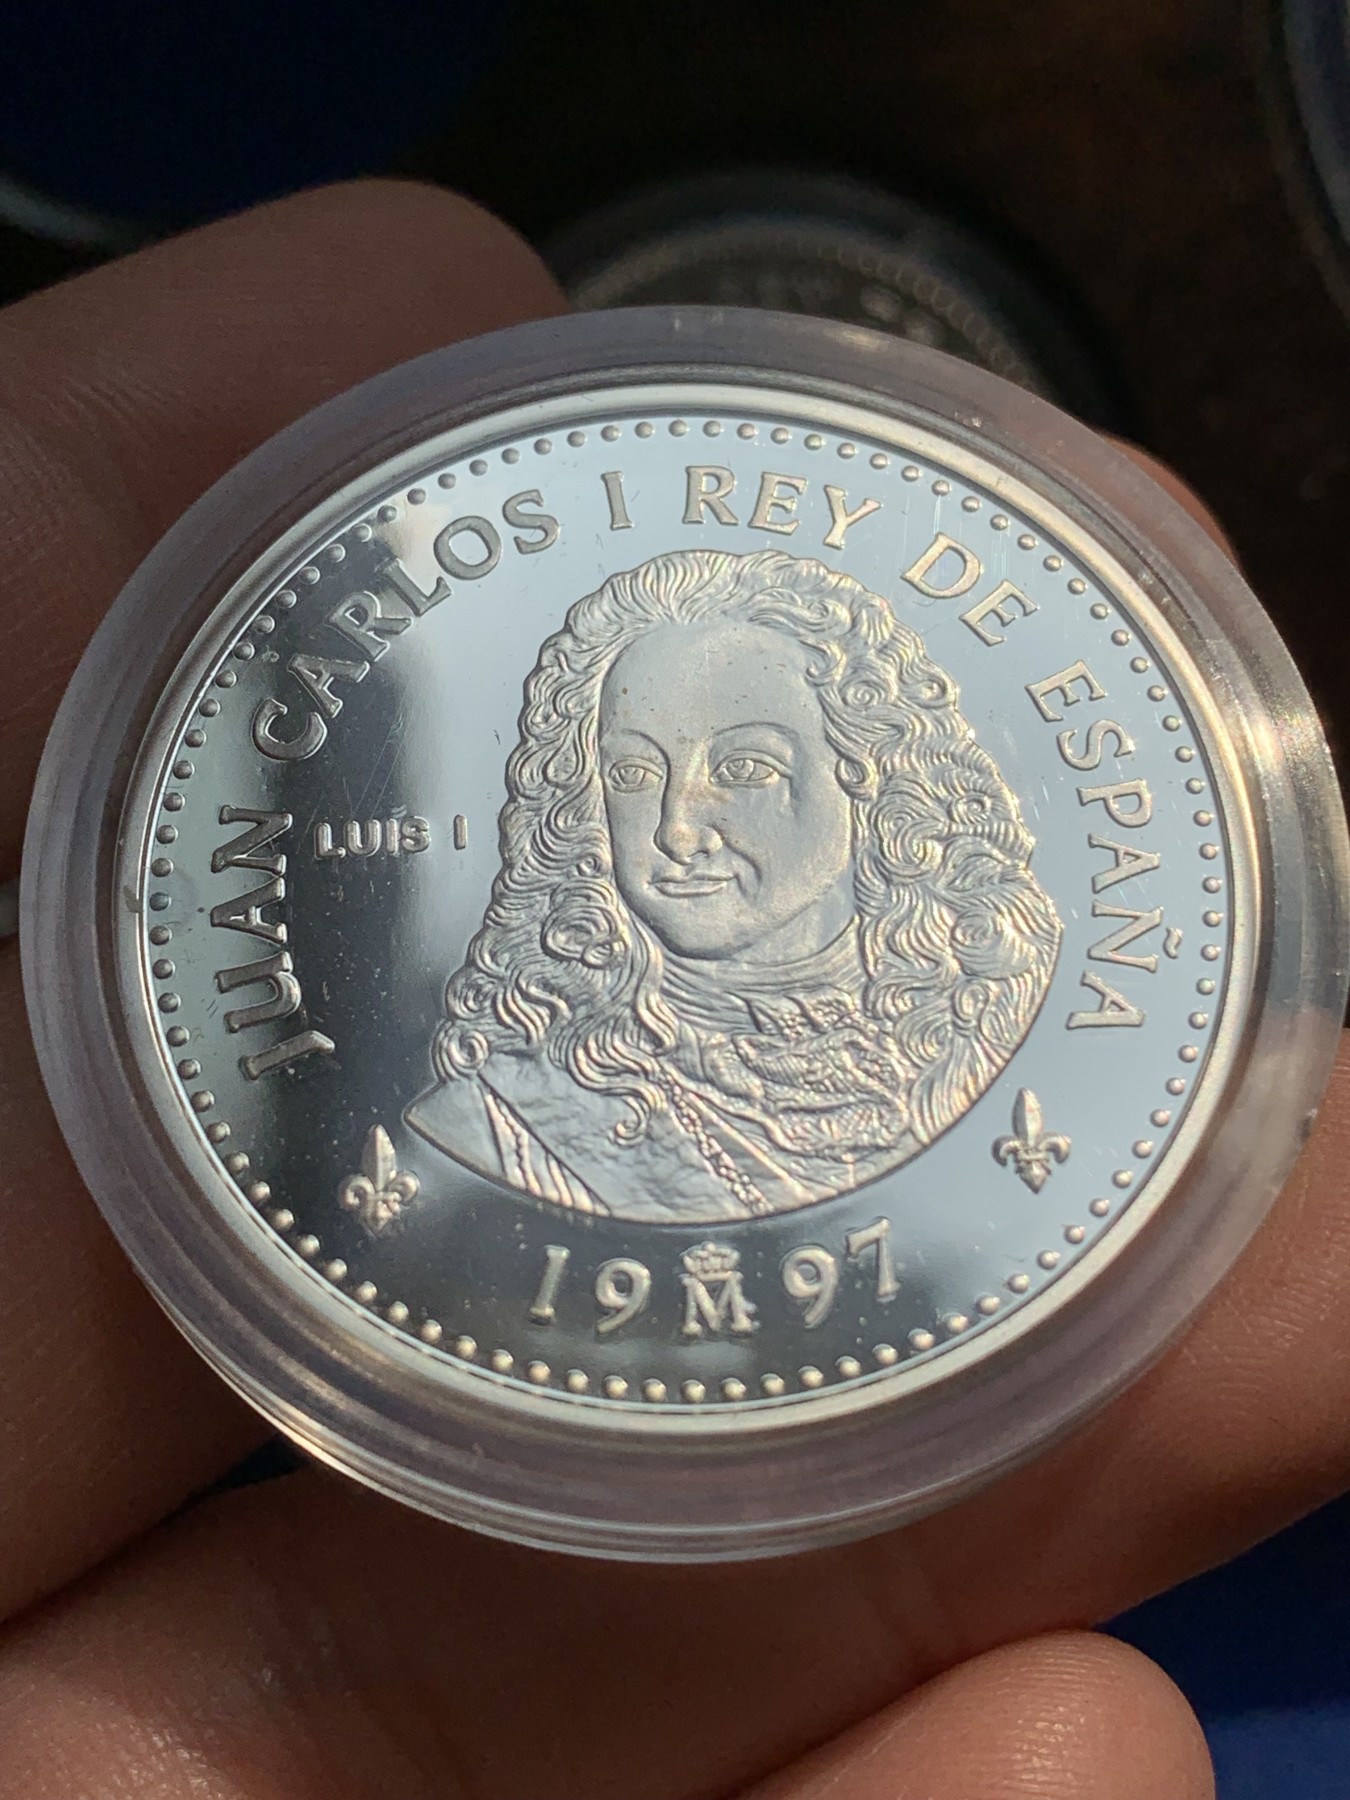 JUAN CARLOS I REY DE ESPAÑA
LUIS I
19 M 97